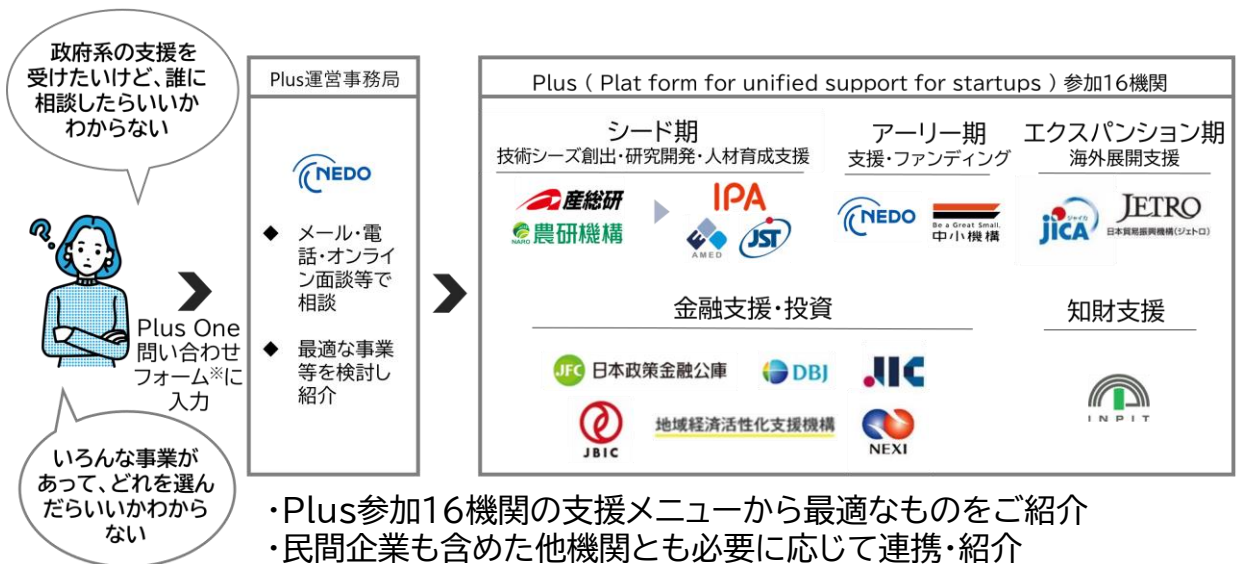 政府系の支援を
受けたいけど、誰に
相談したらいいか
わからない
?
Plus One
問い合わせ
フォーム※に
入力
いろんな事業が
あって、どれを選ん
だらいいかわから
ない
Plus運営事務局
NEDO
◆ メール・電
話・オンライ
ン面談等で
相談
◆ 最適な事業
等を検討し
紹介
Plus ( Plat form for unified support for startups ) 参加16機関
シード期
技術シーズ創出・研究開発・人材育成支援
産総研
NARO 農研機構
IPA
AMED
JST
アーリー期
支援・ファンディング
NEDO
Be a Great Small.
中小機構
エクスパンション期
海外展開支援
ジャイカ
jICA
JETRO
日本貿易振興機構(ジェトロ)
金融支援・投資
JFC 日本政策金融公庫
DBJ
JIC
JBIC
地域経済活性化支援機構
NEXI
知財支援
INPIT
・Plus参加16機関の支援メニューから最適なものをご紹介
・民間企業も含めた他機関とも必要に応じて連携・紹介